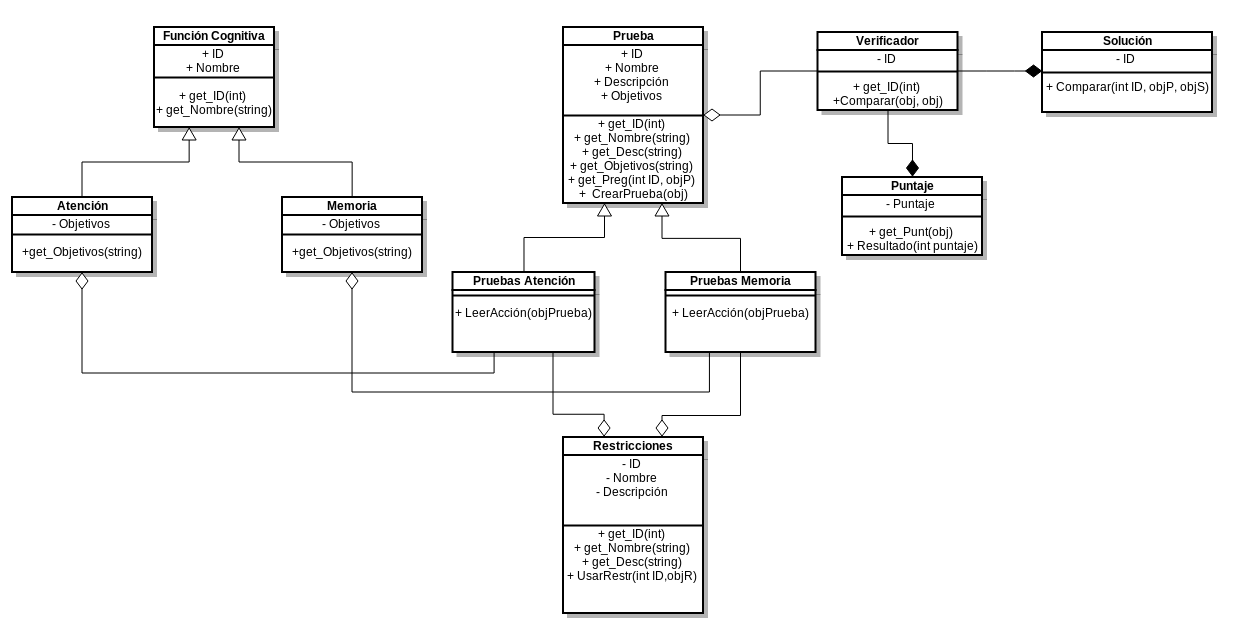 Función Cognitiva
+ ID
+ Nombre
+ get_ID(int)
+ get_Nombre(string)
Prueba
+ ID
+ Nombre
+ Descripción
+ Objetivos
+ get_ID(int)
+ get_Nombre(string)
+ get_Desc(string)
+ get_Objetivos(string)
+ get_Preg(int ID, objP)
+ CrearPrueba(obj)
Verificador
- ID
+ get_ID(int)
+Comparar(obj, obj)
Solución
- ID
+ Comparar(int ID, objP, objS)
Atención
- Objetivos
+get_Objetivos(string)
Memoria
- Objetivos
+get_Objetivos(string)
Puntaje
- Puntaje
+ get_Punt(obj)
+ Resultado(int puntaje)
Pruebas Atención
+ LeerAcción(objPrueba)
Pruebas Memoria
+ LeerAcción(objPrueba)
Restricciones
- ID
- Nombre
- Descripción
+ get_ID(int)
+ get_Nombre(string)
+ get_Desc(string)
+ UsarRestr(int ID,objR)